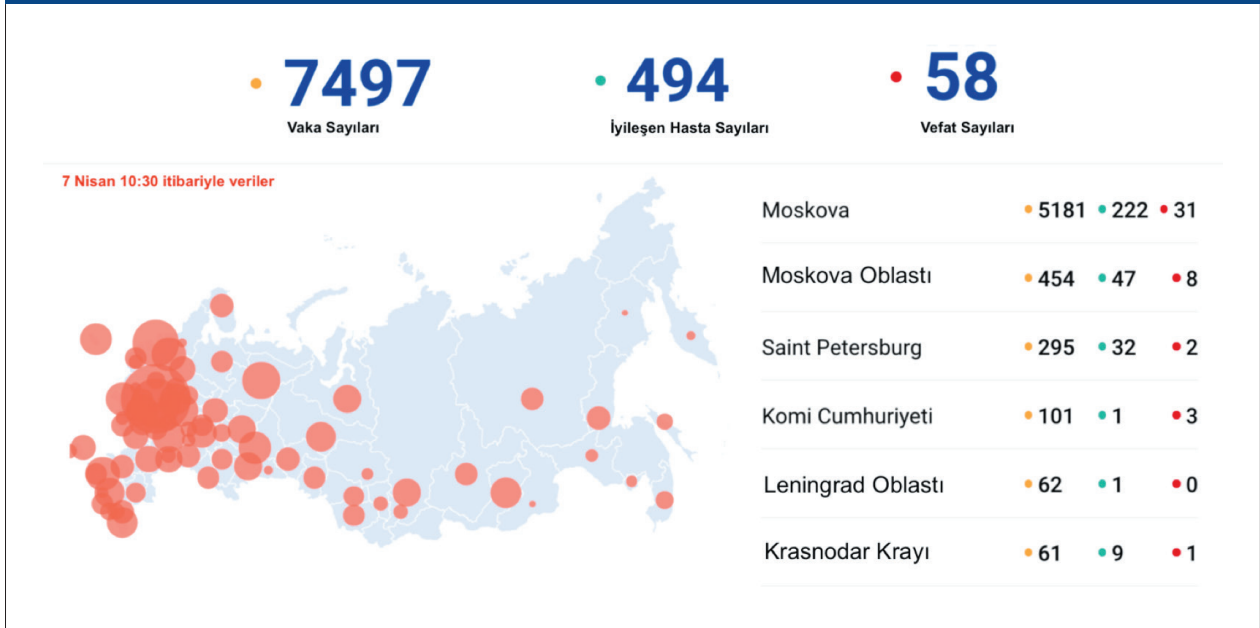 7497 494 58
Vaka Sayıları İyileşen Hasta Sayıları Vefat Sayıları
7 Nisan 10:30 itibariyle veriler
Moskova 5181 222 31
Moskova Oblastı 454 47 8
Saint Petersburg 295 32 2
Komi Cumhuriyeti 101 1 3
Leningrad Oblastı 62 1 0
Krasnodar Krayı 61 9 1